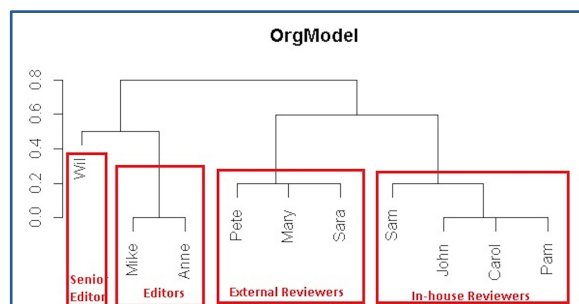 OrgModel
0.8
0.6
0.4
0.2
0.0
Wil
Mike
Anne
Pete
Mary
Sara
Sam
John
Carol
Pam
Senior
Editor
Editors
External Reviewers
In-house Reviewers